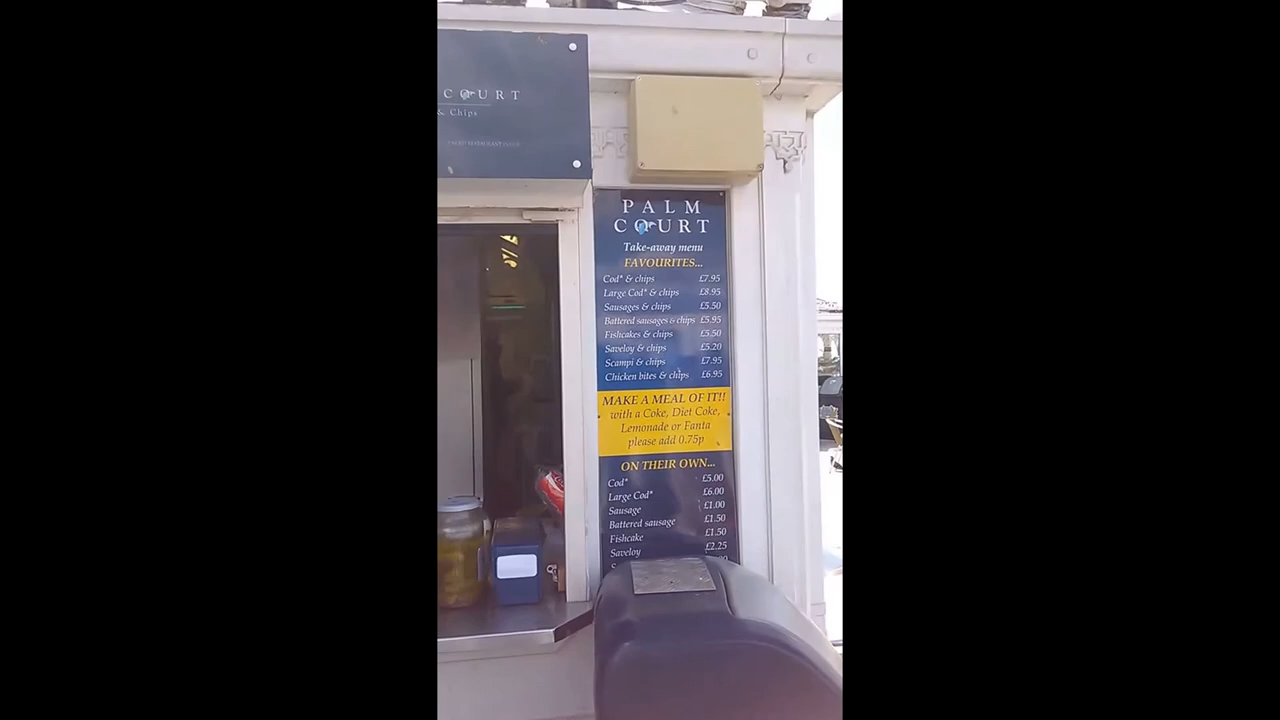 COURT
& Chips
PALM
COURT
Take-away menu
FAVOURITES...
Cod* & chips £7.95
Large Cod* & chips £8.95
Sausages & chips £5.50
Battered sausages & chips £5.95
Fishcakes & chips £5.50
Saveloy & chips £5.20
Scampi & chips £7.95
Chicken bites & chips £6.95
MAKE A MEAL OF IT!!
with a Coke, Diet Coke,
Lemonade or Fanta
please add 0.75p
ON THEIR OWN...
Cod* £5.00
Large Cod* £6.00
Sausage £1.00
Battered sausage £1.50
Fishcake £1.50
Saveloy £2.25